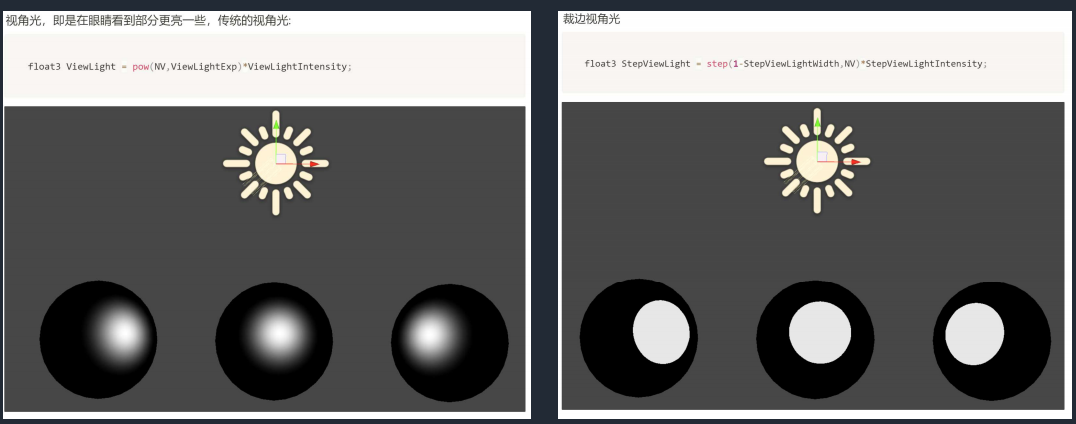 视角光，即是在眼睛看到部分更亮一些，传统的视角光:
float3 ViewLight = pow(NV,ViewLightExp)*ViewLightIntensity;
裁边视角光
float3 StepViewLight = step(1-StepViewLightWidth,NV)*StepViewLightIntensity;